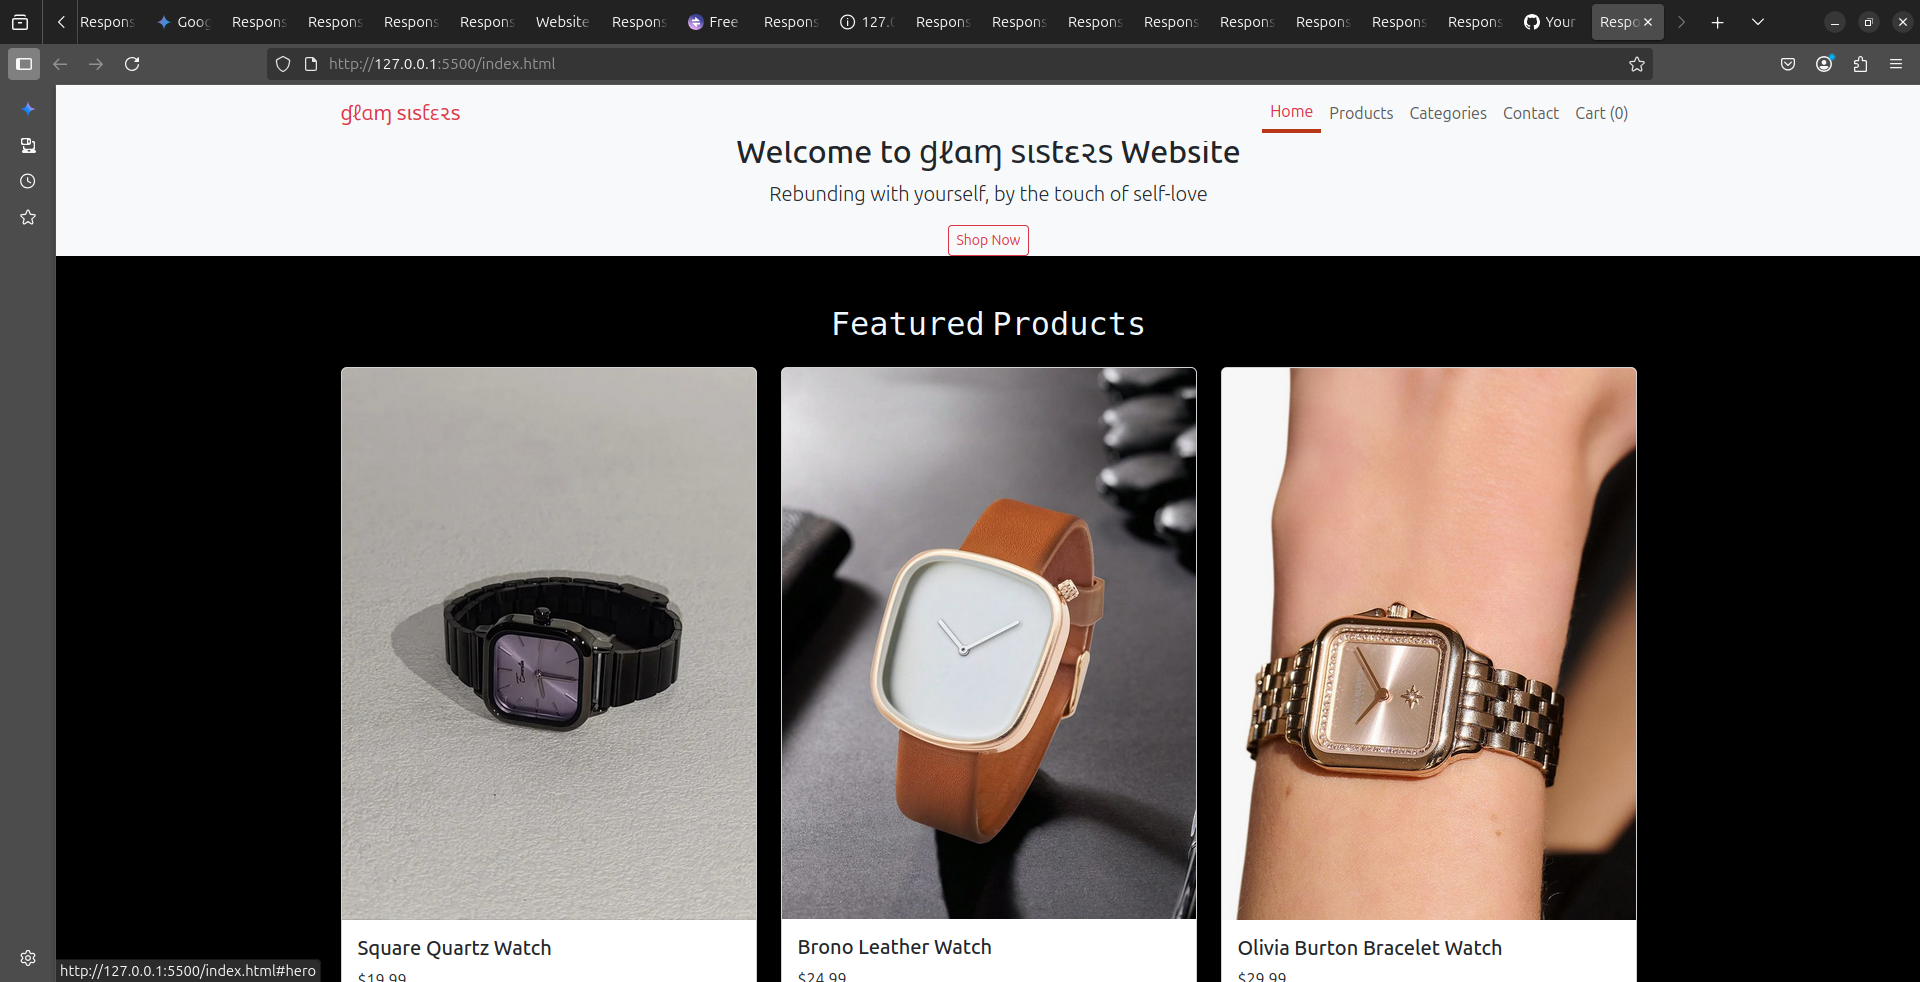 Respons Goog Respons Respons Respons Respons Website Respons Free Respons 127.0 Respons Respons Respons Respons Respons Respons Respons Respons Your Respo
http://127.0.0.1:5500/index.html
ɠℓαɱ sιsƭεɾs Home Products Categories Contact Cart (0)
Welcome to ɠℓαɱ sιstεಽs Website
Rebunding with yourself, by the touch of self-love
Shop Now
Featured Products
Square Quartz Watch Brono Leather Watch Olivia Burton Bracelet Watch
$19.99 $24.99 $29.99
http://127.0.0.1:5500/index.html#hero